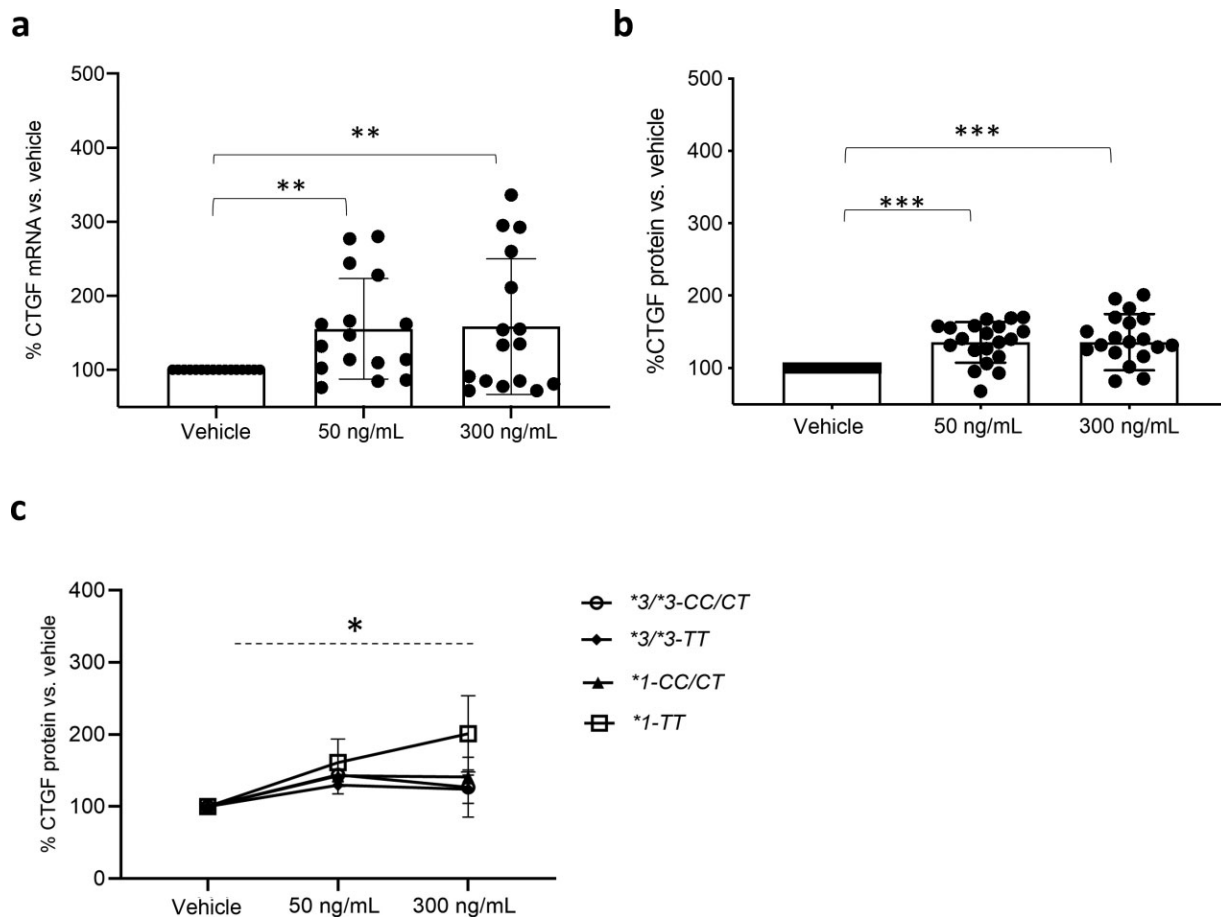 a
% CTGF mRNA vs. vehicle
500
400
300
200
100
**
**
Vehicle
50 ng/mL
300 ng/mL
b
%CTGF protein vs. vehicle
500
400
300
200
100
***
***
Vehicle
50 ng/mL
300 ng/mL
c
% CTGF protein vs. vehicle
400
300
200
100
0
*
Vehicle
50 ng/mL
300 ng/mL
*3/*3-CC/CT
*3/*3-TT
*1-CC/CT
*1-TT